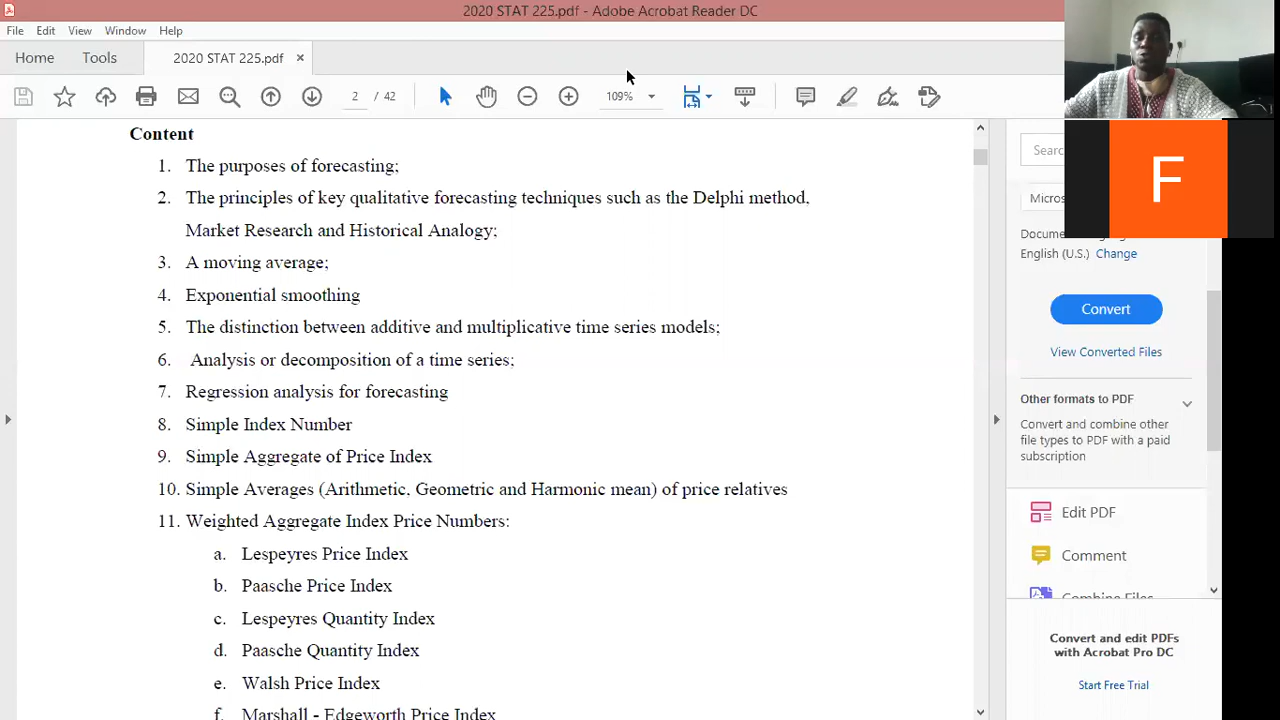 2020 STAT 225.pdf - Adobe Acrobat Reader DC
File Edit View Window Help
Home Tools 2020 STAT 225.pdf ×
2 / 42 109%
Content
1. The purposes of forecasting;
2. The principles of key qualitative forecasting techniques such as the Delphi method,
Market Research and Historical Analogy;
3. A moving average;
4. Exponential smoothing
5. The distinction between additive and multiplicative time series models;
6. Analysis or decomposition of a time series;
7. Regression analysis for forecasting
8. Simple Index Number
9. Simple Aggregate of Price Index
10. Simple Averages (Arithmetic, Geometric and Harmonic mean) of price relatives
11. Weighted Aggregate Index Price Numbers:
a. Lespeyres Price Index
b. Paasche Price Index
c. Lespeyres Quantity Index
d. Paasche Quantity Index
e. Walsh Price Index
f. Marshall - Edgeworth Price Index
F
Searc
Micros
Docum
English (U.S.) Change
Convert
View Converted Files
Other formats to PDF
Convert and combine other
file types to PDF with a paid
subscription
Edit PDF
Comment
Combine Files
Convert and edit PDFs
with Acrobat Pro DC
Start Free Trial